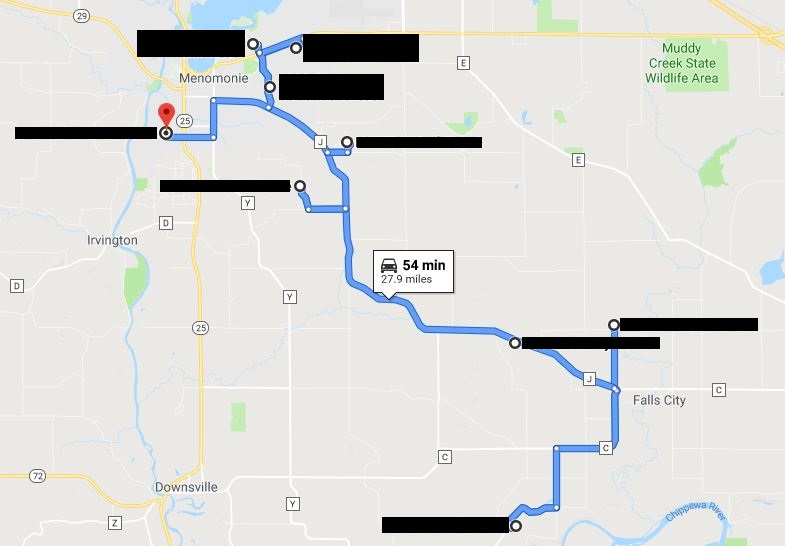 29
Menomonie
25
E
Muddy
Creek State
Wildlife Area
J
E
Y
D
Irvington
D
54 min
27.9 miles
Y
25
J
Falls City
C
C
C
72
Downsville
Y
Z
Chippewa River